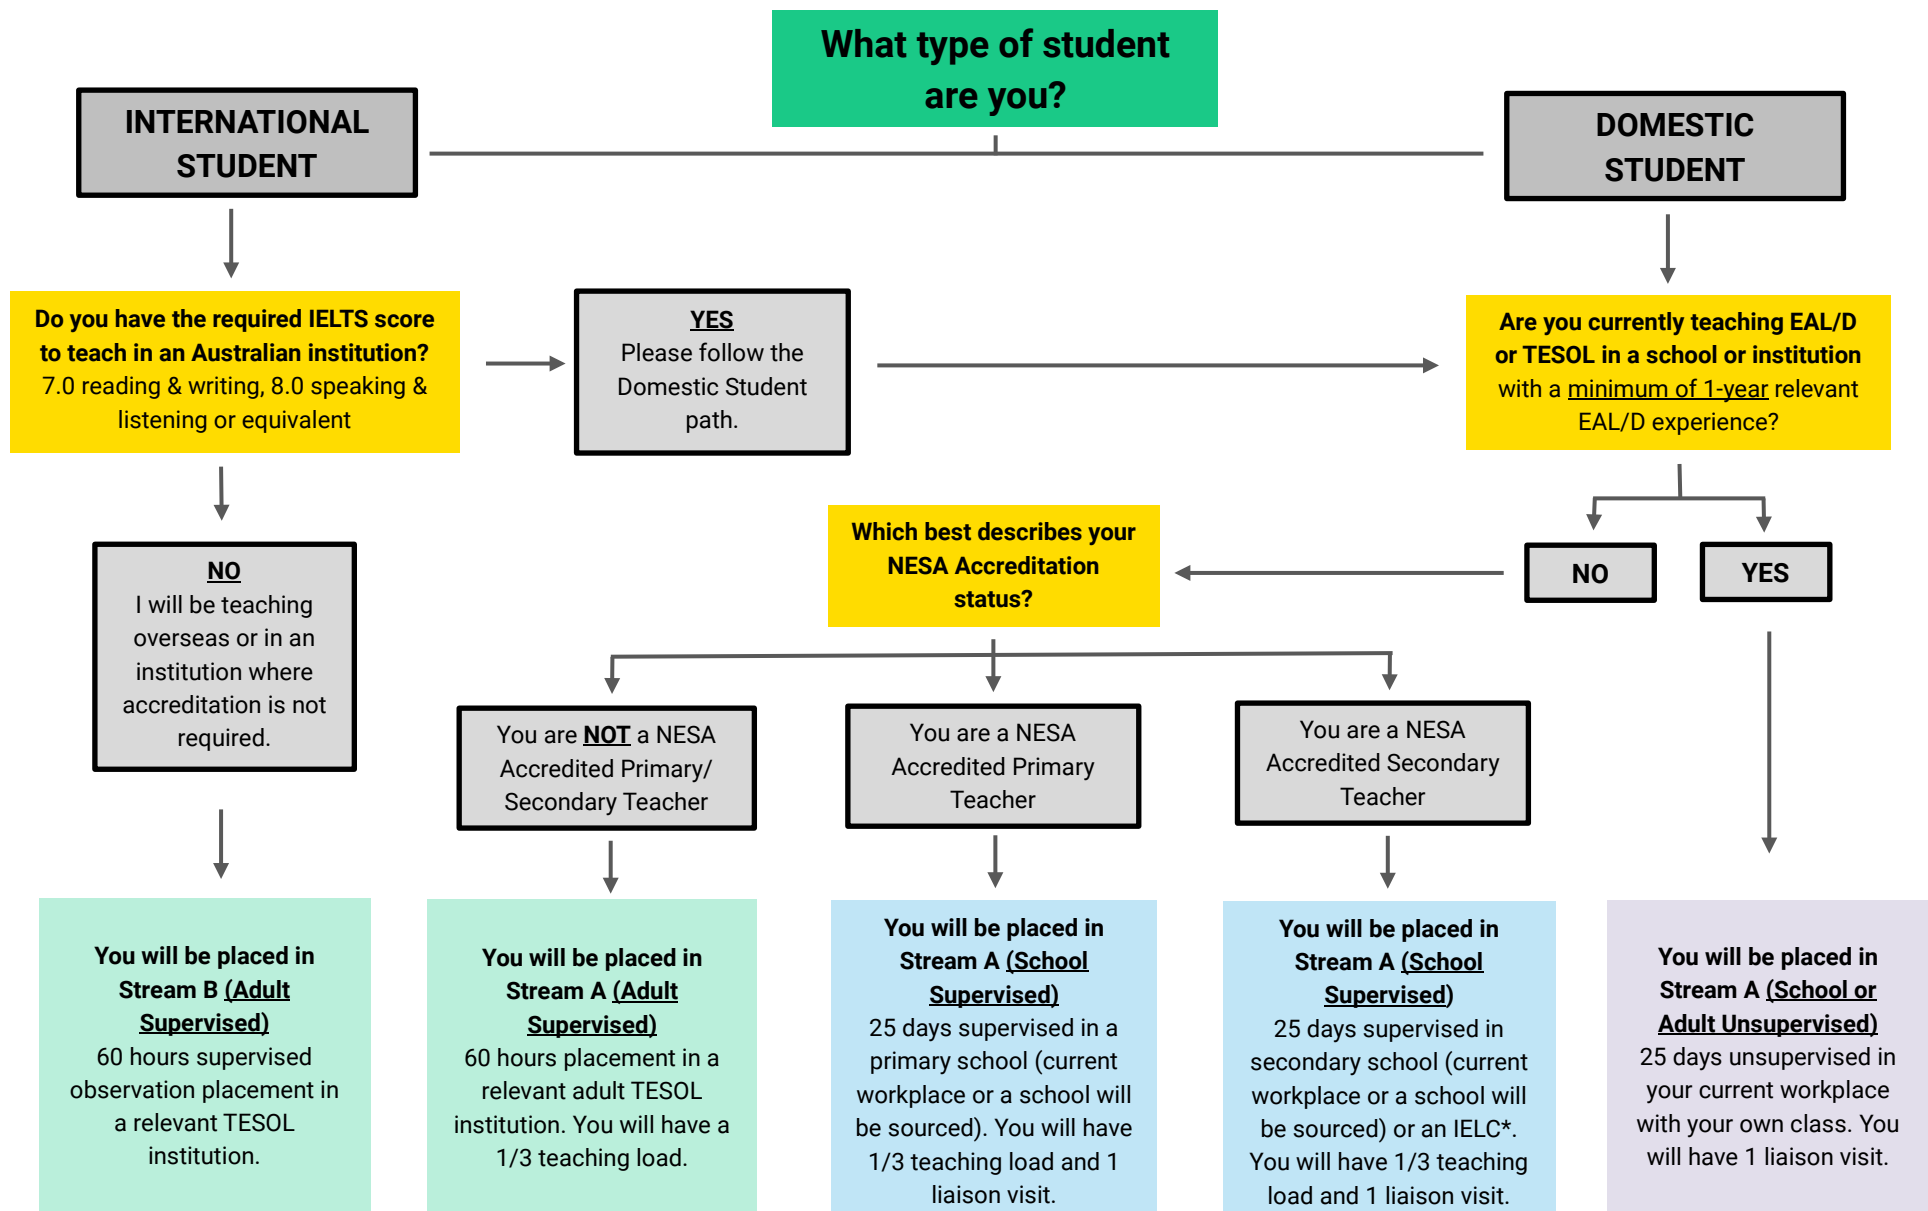 What type of student
are you?
INTERNATIONAL
STUDENT
DOMESTIC
STUDENT
Do you have the required IELTS score
to teach in an Australian institution?
7.0 reading & writing, 8.0 speaking &
listening or equivalent
YES
Please follow the
Domestic Student
path.
Are you currently teaching EAL/D
or TESOL in a school or institution
with a minimum of 1-year relevant
EAL/D experience?
NO
I will be teaching
overseas or in an
institution where
accreditation is not
required.
Which best describes your
NESA Accreditation
status?
NO
YES
You are NOT a NESA
Accredited Primary/
Secondary Teacher
You are a NESA
Accredited Primary
Teacher
You are a NESA
Accredited Secondary
Teacher
You will be placed in
Stream B (Adult
Supervised)
60 hours supervised
observation placement in
a relevant TESOL
institution.
You will be placed in
Stream A (Adult
Supervised)
60 hours placement in a
relevant adult TESOL
institution. You will have a
1/3 teaching load.
You will be placed in
Stream A (School
Supervised)
25 days supervised in a
primary school (current
workplace or a school will
be sourced). You will have
1/3 teaching load and 1
liaison visit.
You will be placed in
Stream A (School
Supervised)
25 days supervised in
secondary school (current
workplace or a school will
be sourced) or an IELC*.
You will have 1/3 teaching
load and 1 liaison visit.
You will be placed in
Stream A (School or
Adult Unsupervised)
25 days unsupervised in
your current workplace
with your own class. You
will have 1 liaison visit.